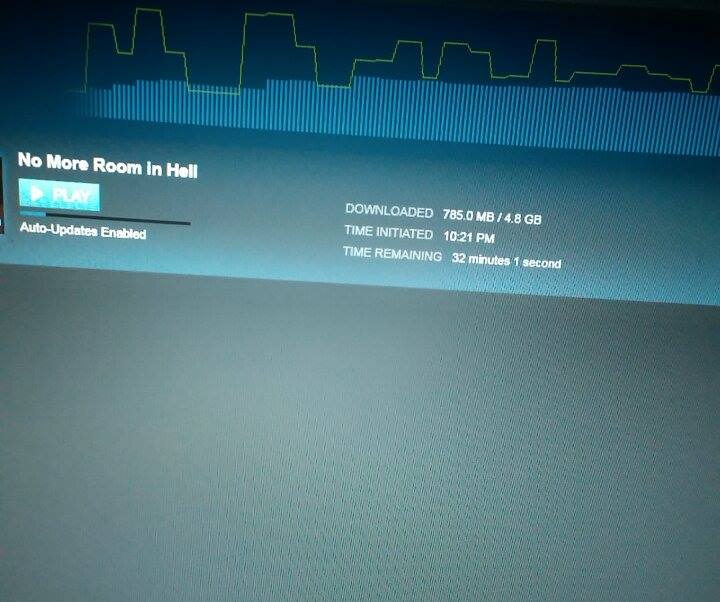 No More Room in Hell
PLAY
Auto-Updates Enabled
DOWNLOADED 785.0 MB / 4.8 GB
TIME INITIATED 10:21 PM
TIME REMAINING 32 minutes 1 second